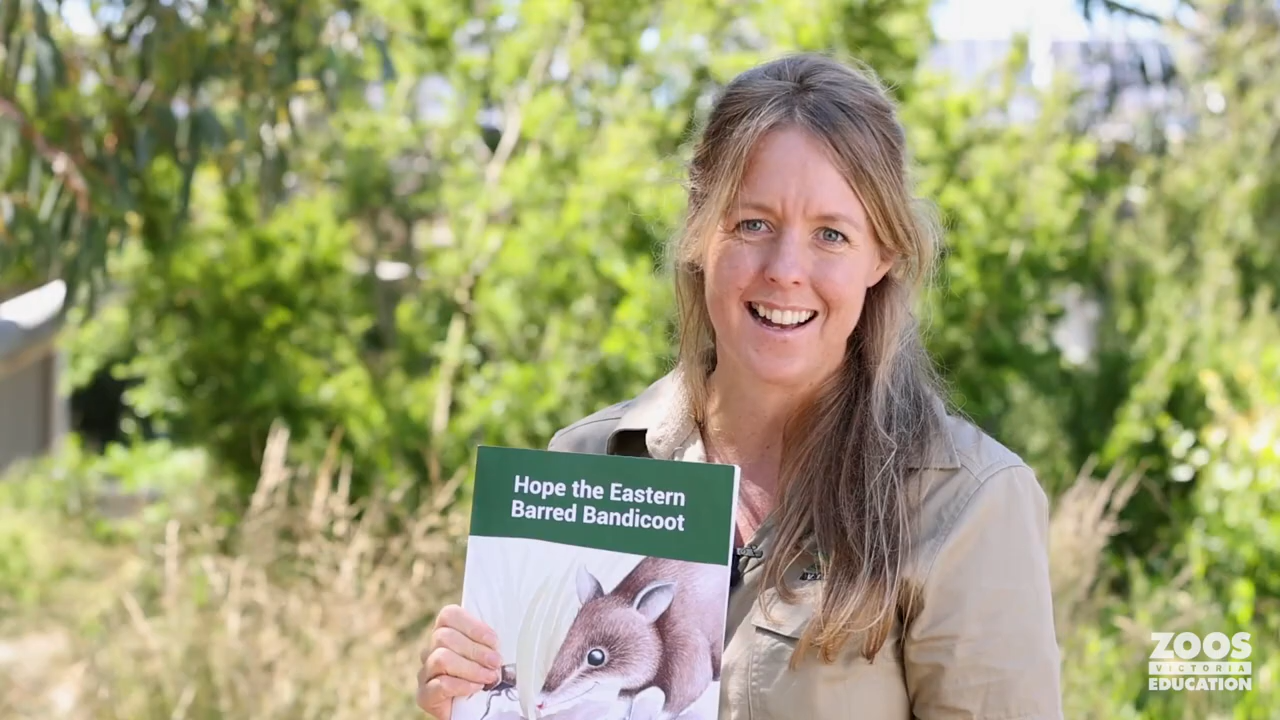 Hope the Eastern
Barred Bandicoot
ZOOS
VICTORIA
EDUCATION